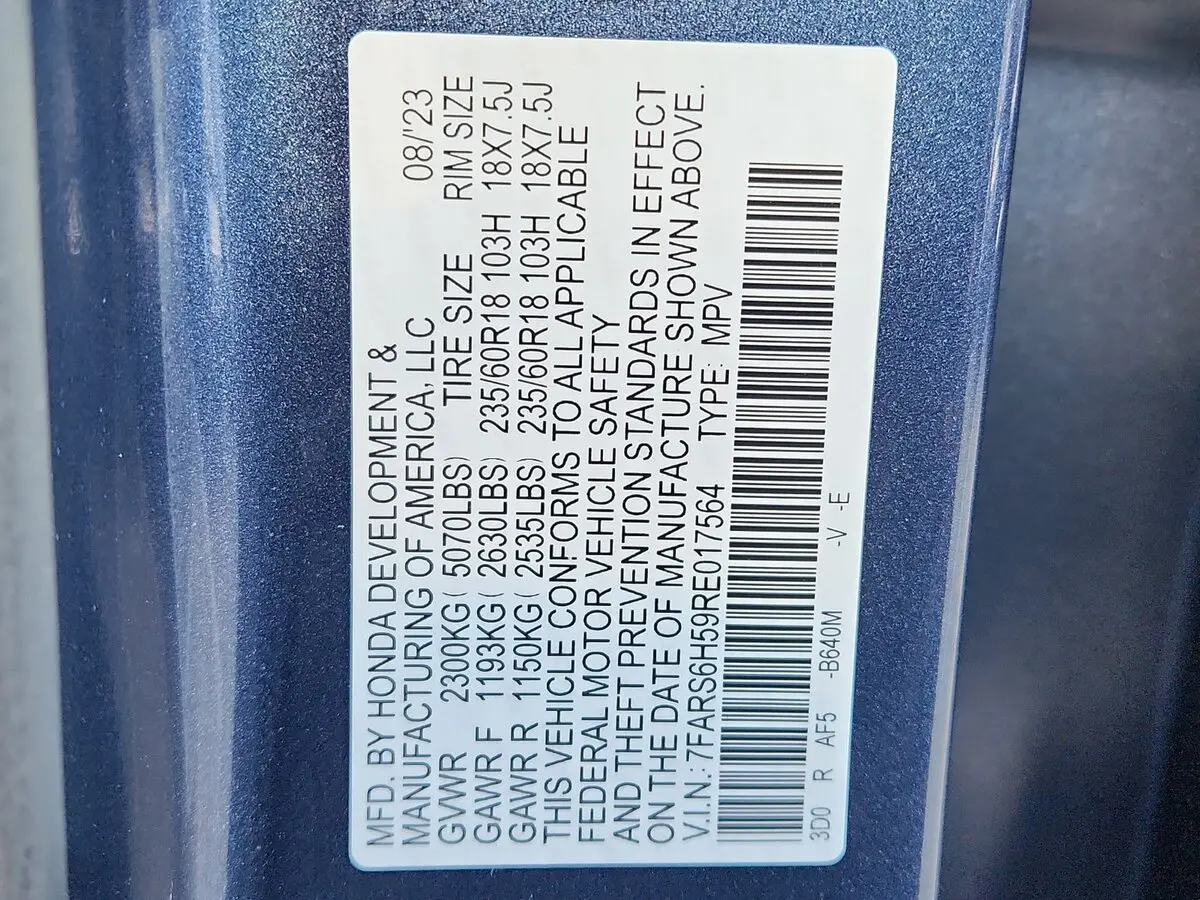 MFD. BY HONDA DEVELOPMENT &
MANUFACTURING OF AMERICA, LLC 08/'23
GVWR 2300KG( 5070LBS) TIRE SIZE RIM SIZE
GAWR F 1193KG( 2630LBS) 235/60R18 103H 18X7.5J
GAWR R 1150KG( 2535LBS) 235/60R18 103H 18X7.5J
THIS VEHICLE CONFORMS TO ALL APPLICABLE
FEDERAL MOTOR VEHICLE SAFETY
AND THEFT PREVENTION STANDARDS IN EFFECT
ON THE DATE OF MANUFACTURE SHOWN ABOVE.
V.I.N.: 7FARS6H59RE017564 TYPE: MPV
3D0 R AF5 -B640M -V -E